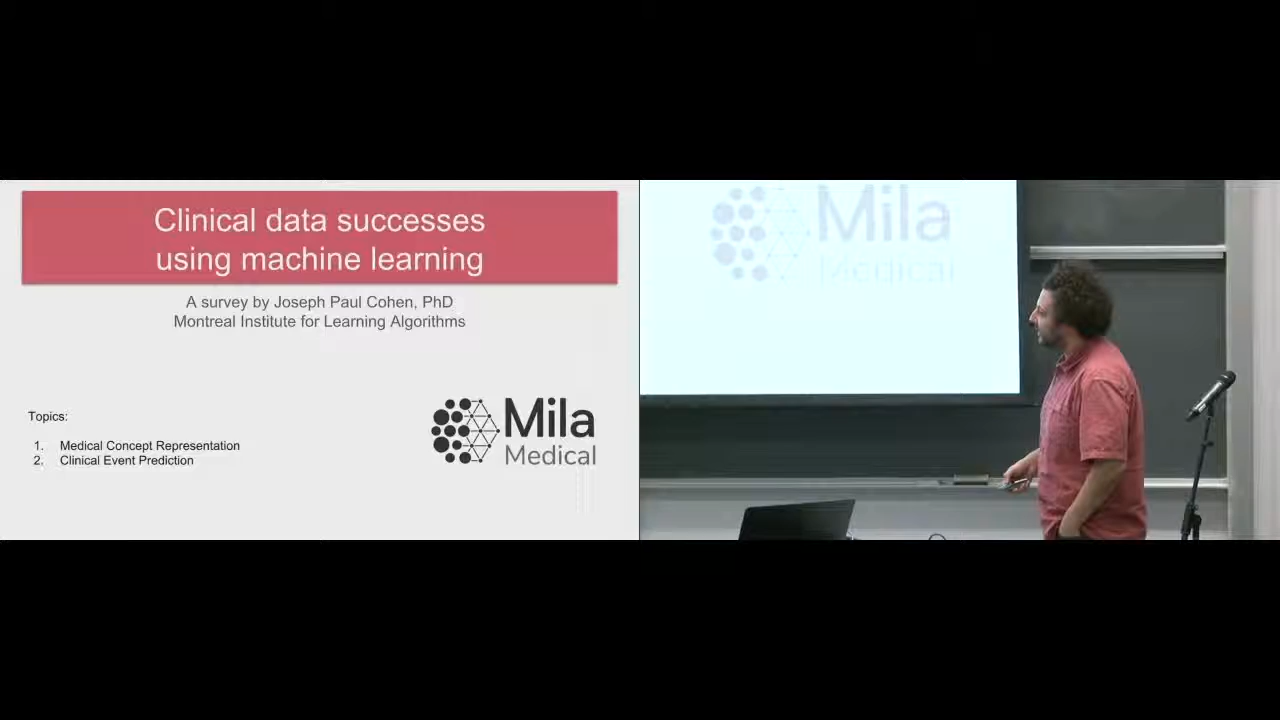 Clinical data successes
using machine learning
A survey by Joseph Paul Cohen, PhD
Montreal Institute for Learning Algorithms
Topics:
1. Medical Concept Representation
2. Clinical Event Prediction
Mila
Medical
Mila
Medical